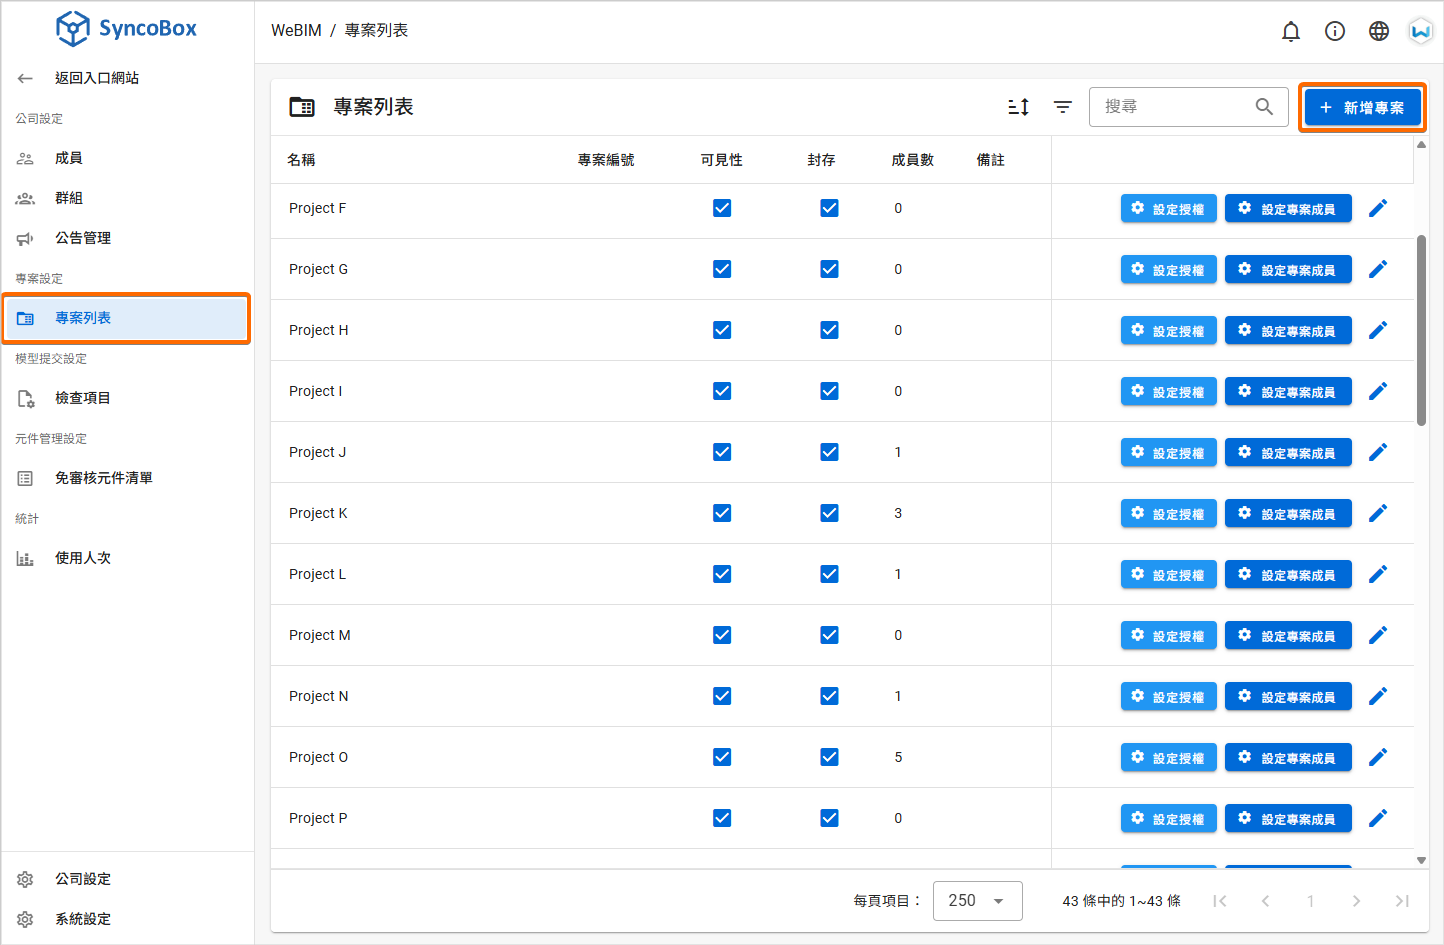 SyncoBox
WeBIM / 專案列表
返回入口網站
公司設定
成員
群組
公告管理
專案設定
專案列表
模型提交設定
檢查項目
元件管理設定
免審核元件清單
統計
使用人次
公司設定
系統設定
專案列表
搜尋
新增專案
名稱 專案編號 可見性 封存 成員數 備註
Project F 0 設定授權 設定專案成員
Project G 0 設定授權 設定專案成員
Project H 0 設定授權 設定專案成員
Project I 0 設定授權 設定專案成員
Project J 1 設定授權 設定專案成員
Project K 3 設定授權 設定專案成員
Project L 1 設定授權 設定專案成員
Project M 0 設定授權 設定專案成員
Project N 1 設定授權 設定專案成員
Project O 5 設定授權 設定專案成員
Project P 0 設定授權 設定專案成員
每頁項目： 250 43 條中的 1~43 條 1